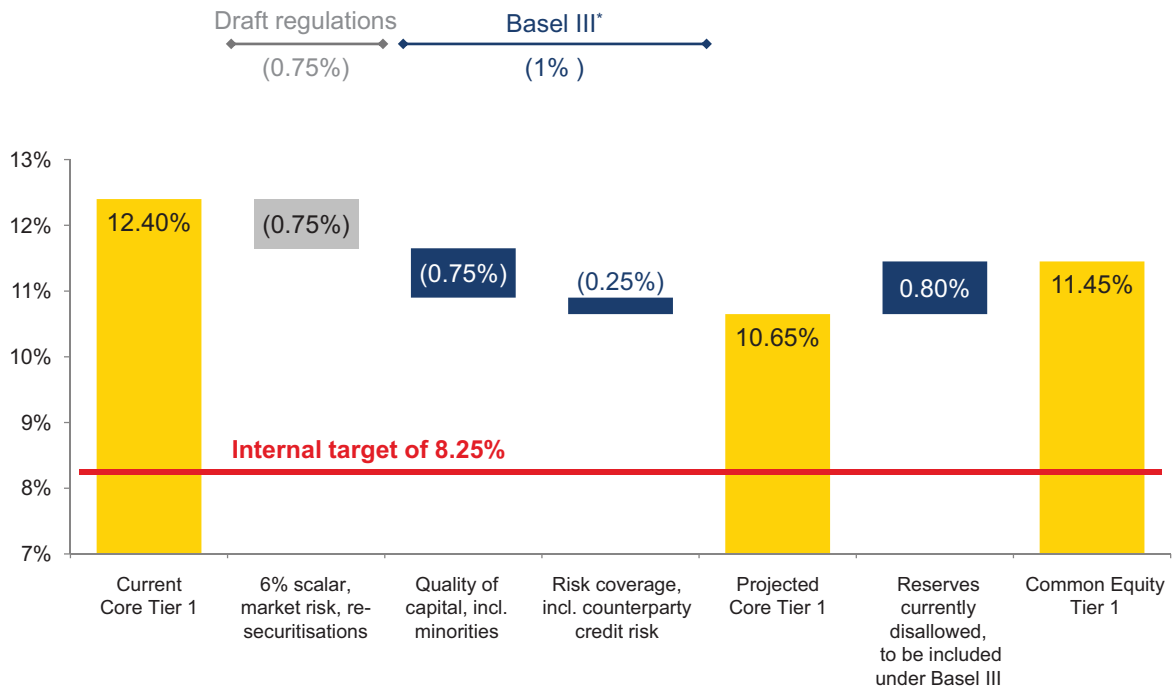 Draft regulations
Basel III*
(0.75%)
(1% )
13%
12%
11%
10%
9%
8%
7%
12.40%
(0.75%)
(0.75%)
(0.25%)
10.65%
0.80%
11.45%
Internal target of 8.25%
Current
Core Tier 1
6% scalar,
market risk, re-
securitisations
Quality of
capital, incl.
minorities
Risk coverage,
incl. counterparty
credit risk
Projected
Core Tier 1
Reserves
currently
disallowed,
to be included
under Basel III
Common Equity
Tier 1